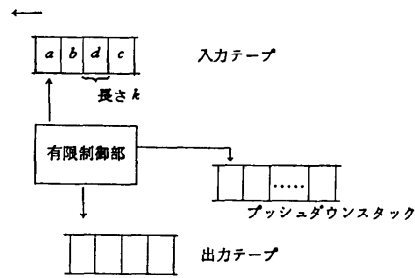 a b d c
入力テープ
長さk
有限制御部
.....
プッシュダウンスタック
出力テープ